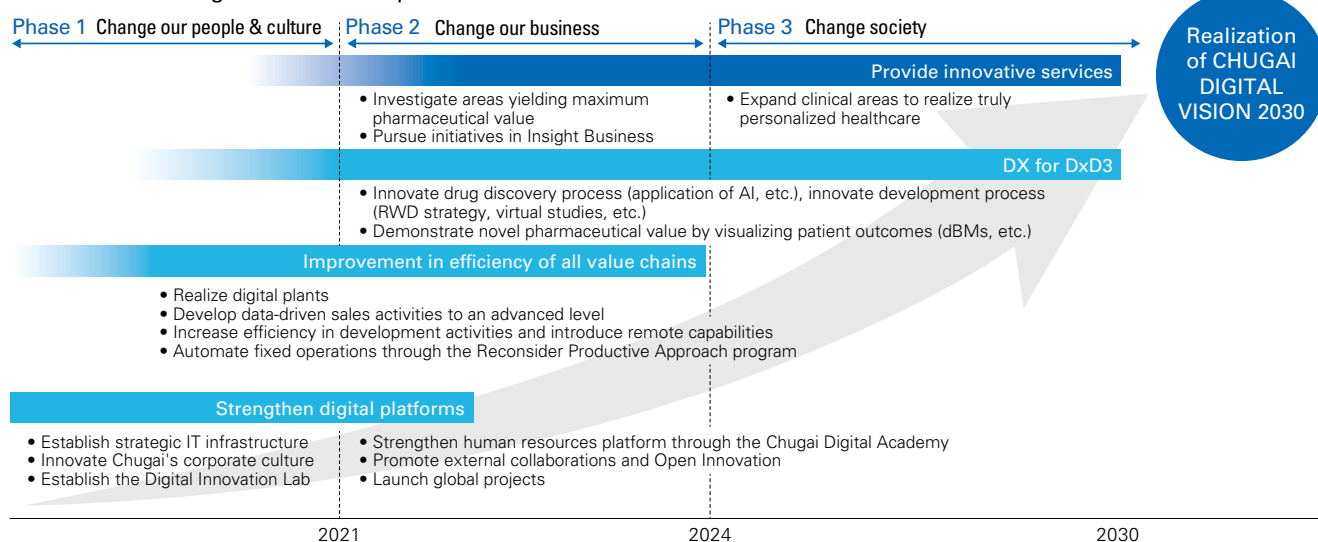 Phase 1 Change our people & culture
Phase 2 Change our business
Phase 3 Change society
Realization
of CHUGAI
DIGITAL
VISION 2030
Provide innovative services
• Investigate areas yielding maximum
pharmaceutical value
• Pursue initiatives in Insight Business
• Expand clinical areas to realize truly
personalized healthcare
DX for DxD3
• Innovate drug discovery process (application of AI, etc.), innovate development process
(RWD strategy, virtual studies, etc.)
• Demonstrate novel pharmaceutical value by visualizing patient outcomes (dBMs, etc.)
Improvement in efficiency of all value chains
• Realize digital plants
• Develop data-driven sales activities to an advanced level
• Increase efficiency in development activities and introduce remote capabilities
• Automate fixed operations through the Reconsider Productive Approach program
Strengthen digital platforms
• Establish strategic IT infrastructure
• Innovate Chugai's corporate culture
• Establish the Digital Innovation Lab
• Strengthen human resources platform through the Chugai Digital Academy
• Promote external collaborations and Open Innovation
• Launch global projects
2021
2024
2030